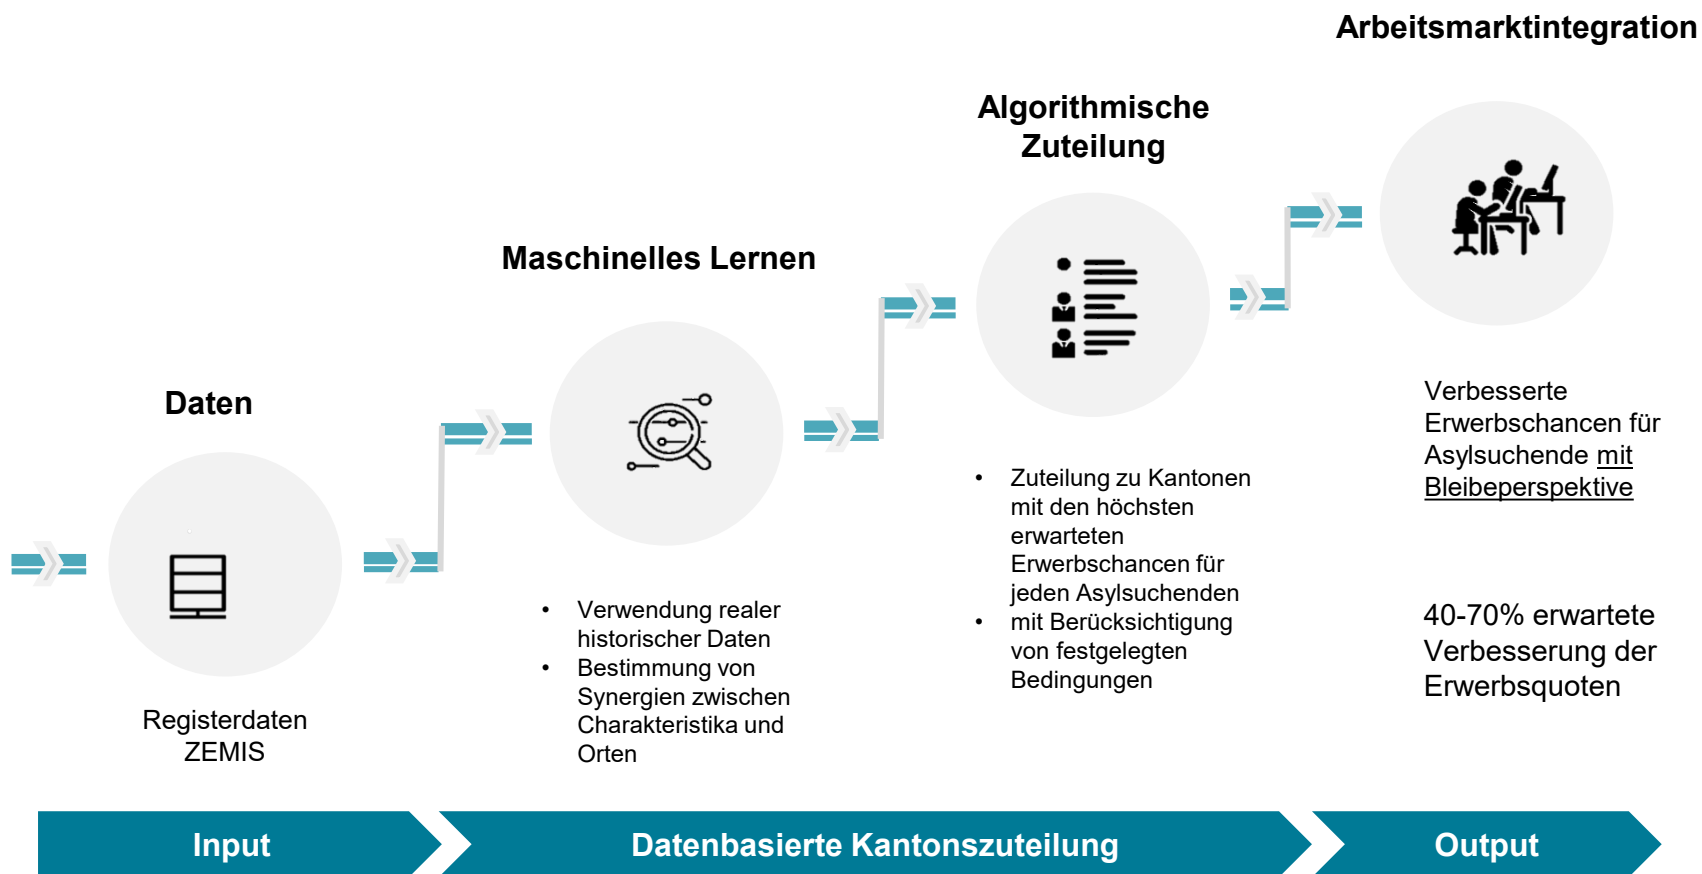 Daten
Registerdaten
ZEMIS
Maschinelles Lernen
• Verwendung realer
historischer Daten
• Bestimmung von
Synergien zwischen
Charakteristika und
Orten
Algorithmische
Zuteilung
• Zuteilung zu Kantonen
mit den höchsten
erwarteten
Erwerbschancen für
jeden Asylsuchenden
• mit Berücksichtigung
von festgelegten
Bedingungen
Arbeitsmarktintegration
Verbesserte
Erwerbschancen für
Asylsuchende mit
Bleibeperspektive
40-70% erwartete
Verbesserung der
Erwerbsquoten
Input
Datenbasierte Kantonszuteilung
Output